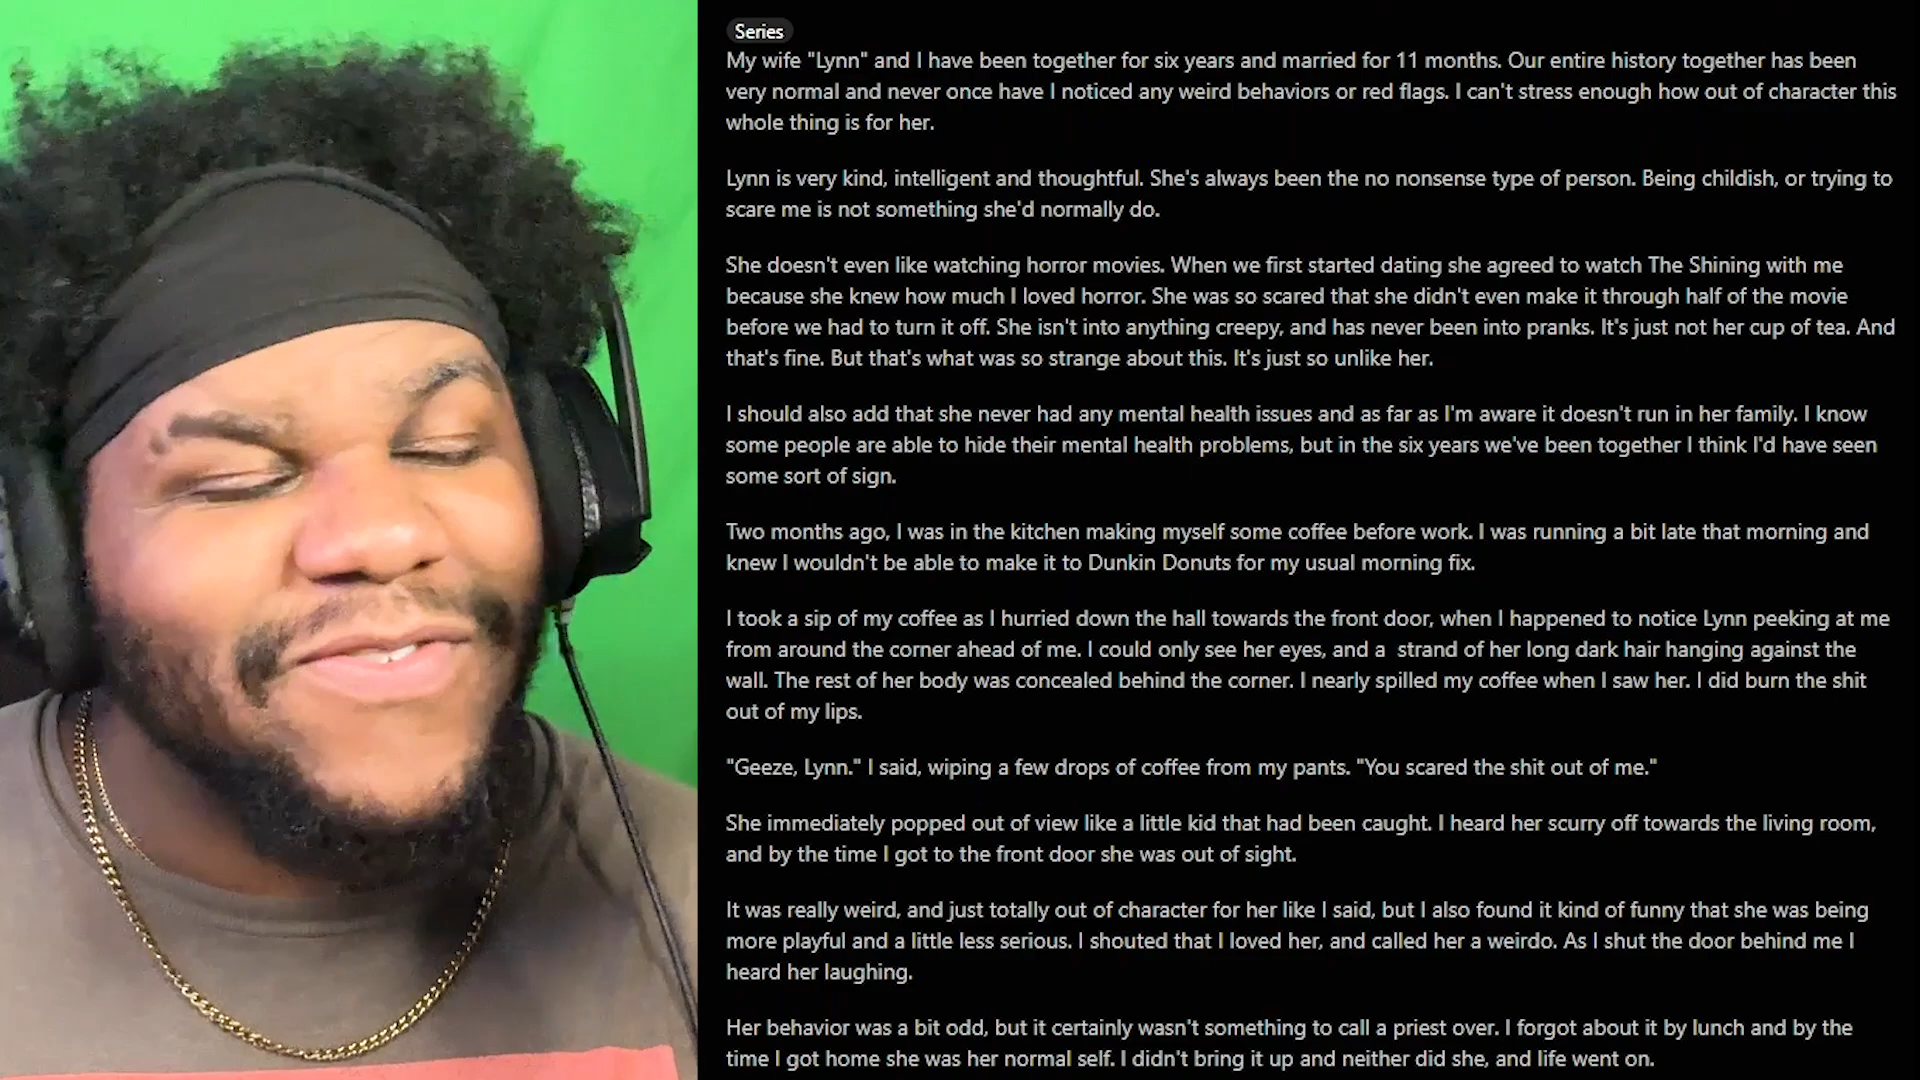 Series
My wife "Lynn" and I have been together for six years and married for 11 months. Our entire history together has been
very normal and never once have I noticed any weird behaviors or red flags. I can't stress enough how out of character this
whole thing is for her.
Lynn is very kind, intelligent and thoughtful. She's always been the no nonsense type of person. Being childish, or trying to
scare me is not something she'd normally do.
She doesn't even like watching horror movies. When we first started dating she agreed to watch The Shining with me
because she knew how much I loved horror. She was so scared that she didn't even make it through half of the movie
before we had to turn it off. She isn't into anything creepy, and has never been into pranks. It's just not her cup of tea. And
that's fine. But that's what was so strange about this. It's just so unlike her.
I should also add that she never had any mental health issues and as far as I'm aware it doesn't run in her family. I know
some people are able to hide their mental health problems, but in the six years we've been together I think I'd have seen
some sort of sign.
Two months ago, I was in the kitchen making myself some coffee before work. I was running a bit late that morning and
knew I wouldn't be able to make it to Dunkin Donuts for my usual morning fix.
I took a sip of my coffee as I hurried down the hall towards the front door, when I happened to notice Lynn peeking at me
from around the corner ahead of me. I could only see her eyes, and a  strand of her long dark hair hanging against the
wall. The rest of her body was concealed behind the corner. I nearly spilled my coffee when I saw her. I did burn the shit
out of my lips.
"Geeze, Lynn." I said, wiping a few drops of coffee from my pants. "You scared the shit out of me."
She immediately popped out of view like a little kid that had been caught. I heard her scurry off towards the living room,
and by the time I got to the front door she was out of sight.
It was really weird, and just totally out of character for her like I said, but I also found it kind of funny that she was being
more playful and a little less serious. I shouted that I loved her, and called her a weirdo. As I shut the door behind me I
heard her laughing.
Her behavior was a bit odd, but it certainly wasn't something to call a priest over. I forgot about it by lunch and by the
time I got home she was her normal self. I didn't bring it up and neither did she, and life went on.